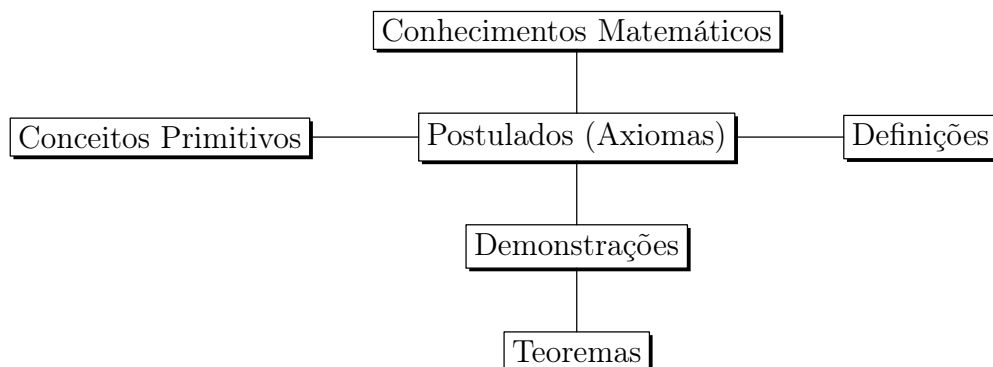 Conhecimentos Matemáticos
Conceitos Primitivos
Postulados (Axiomas)
Definições
Demonstrações
Teoremas